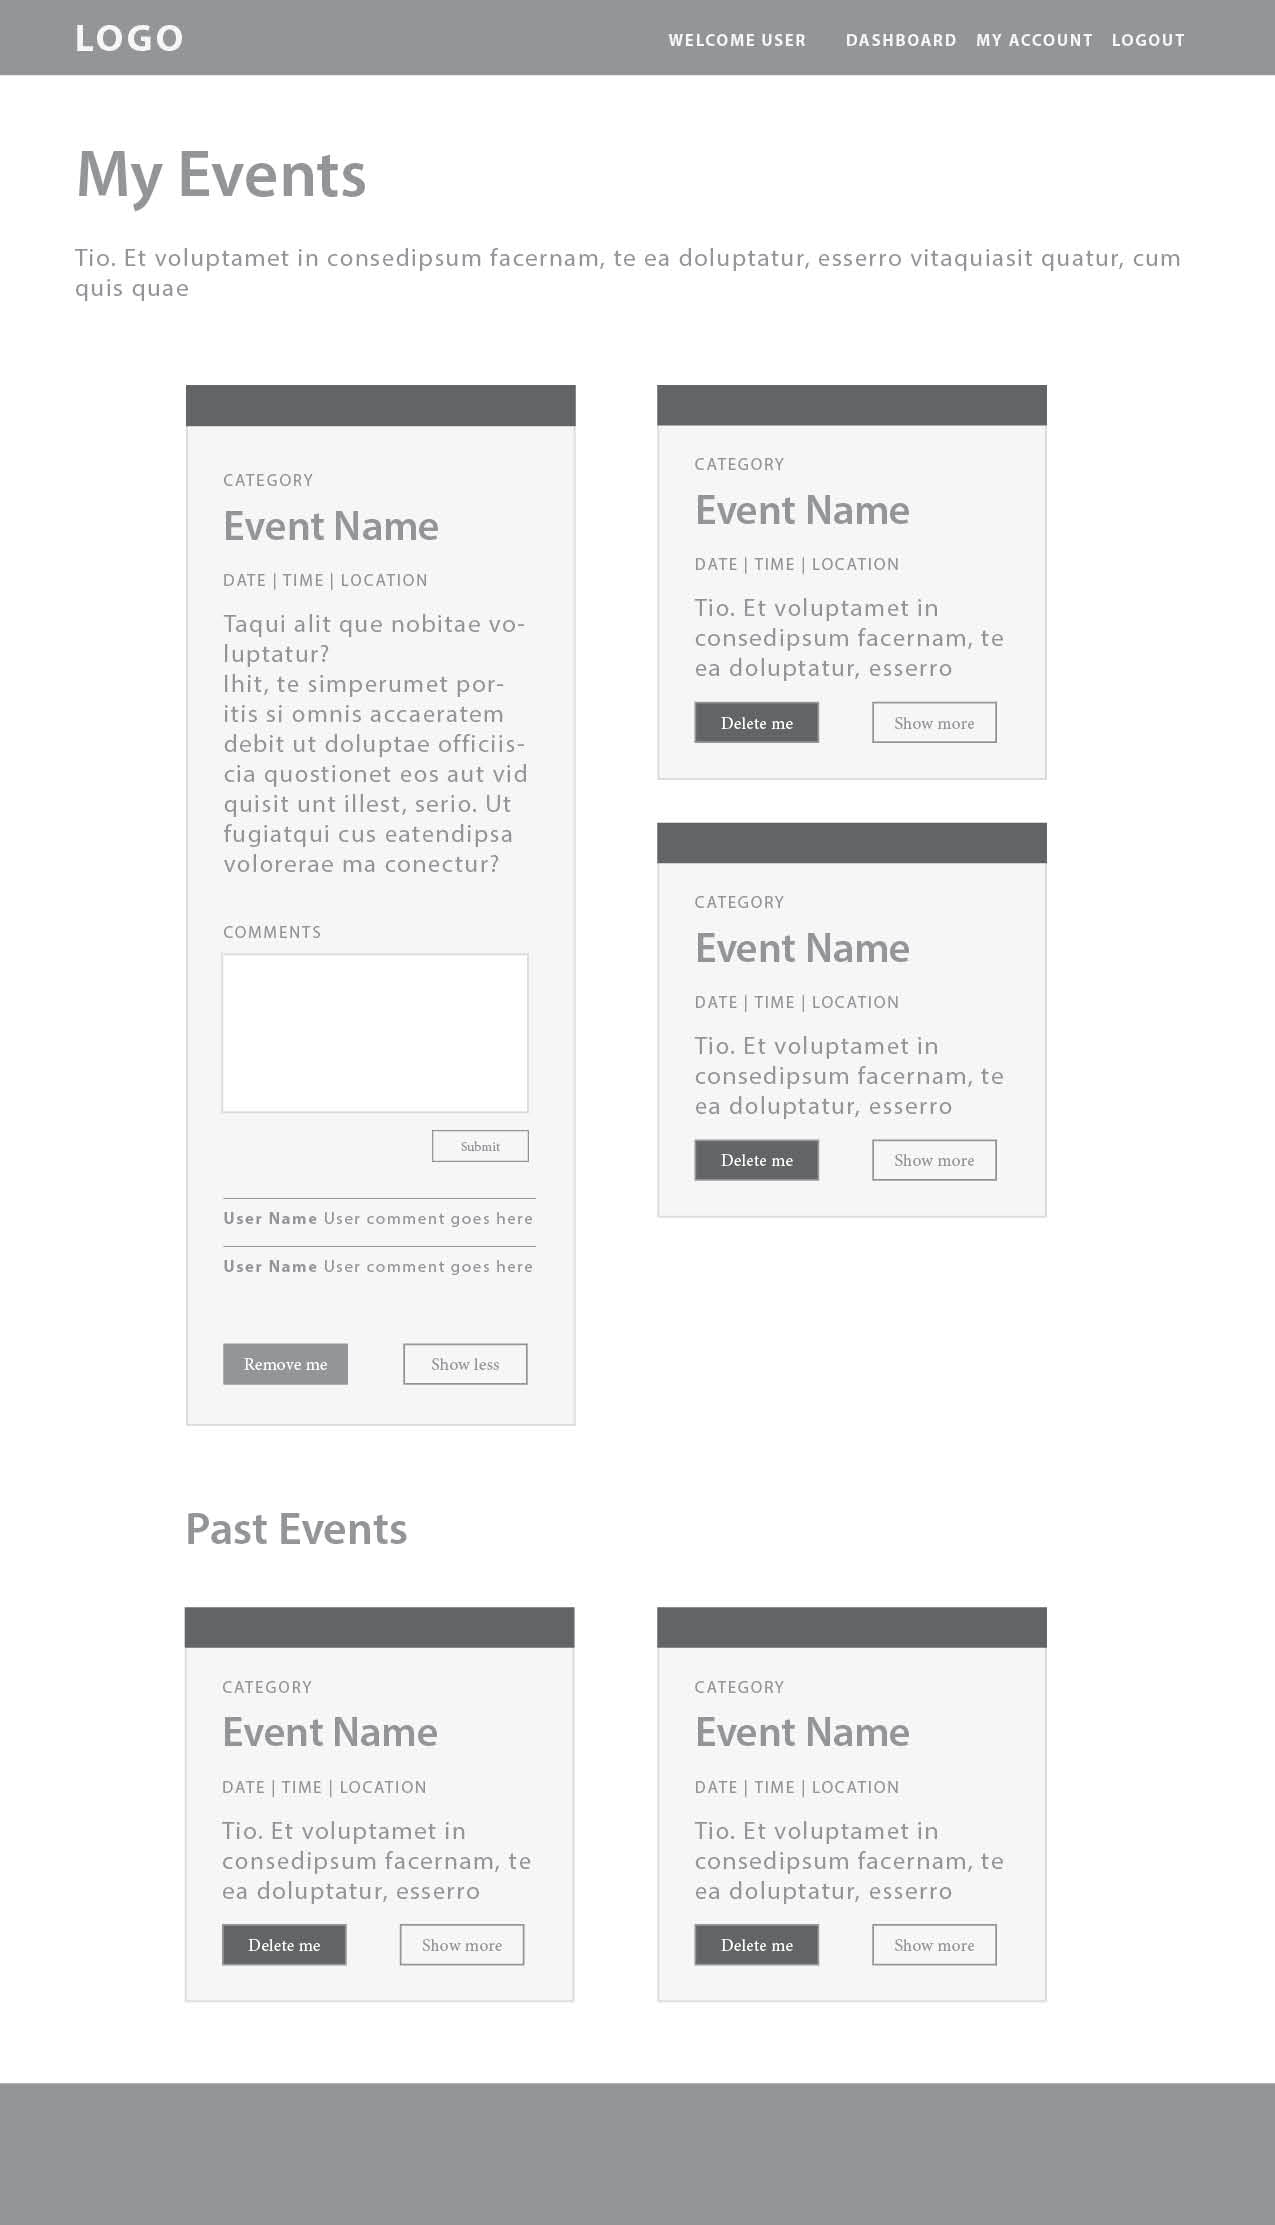 LOGO
WELCOME USER DASHBOARD MY ACCOUNT LOGOUT
My Events
Tio. Et voluptamet in consedipsum facernam, te ea doluptatur, esserro vitaquiasit quatur, cum
quis quae
CATEGORY
Event Name
DATE | TIME | LOCATION
Taqui alit que nobitae vo-
luptatur?
Ihit, te simperumet por-
itis si omnis accaeratem
debit ut doluptae officiis-
cia quostionet eos aut vid
quisit unt illest, serio. Ut
fugiatqui cus eatendipsa
volorerae ma conectur?
COMMENTS
Submit
User Name User comment goes here
User Name User comment goes here
Remove me
Show less
CATEGORY
Event Name
DATE | TIME | LOCATION
Tio. Et voluptamet in
consedipsum facernam, te
ea doluptatur, esserro
Delete me
Show more
CATEGORY
Event Name
DATE | TIME | LOCATION
Tio. Et voluptamet in
consedipsum facernam, te
ea doluptatur, esserro
Delete me
Show more
Past Events
CATEGORY
Event Name
DATE | TIME | LOCATION
Tio. Et voluptamet in
consedipsum facernam, te
ea doluptatur, esserro
Delete me
Show more
CATEGORY
Event Name
DATE | TIME | LOCATION
Tio. Et voluptamet in
consedipsum facernam, te
ea doluptatur, esserro
Delete me
Show more